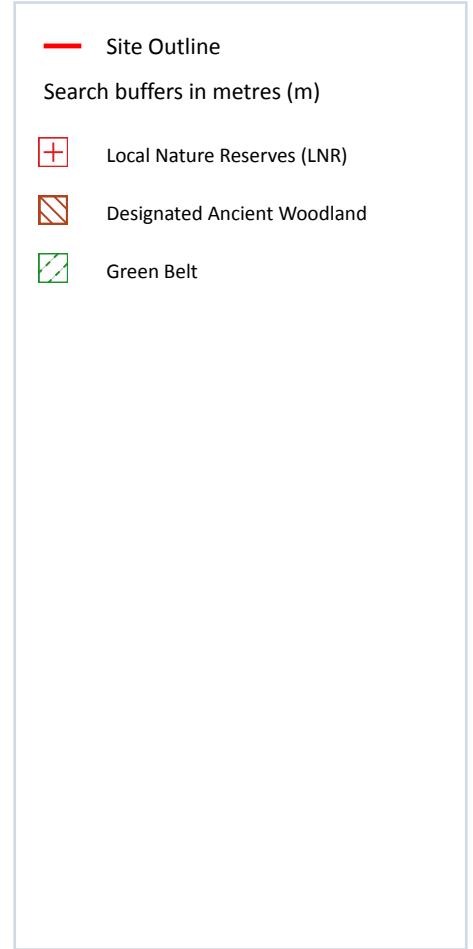 Site Outline
Search buffers in metres (m)
Local Nature Reserves (LNR)
Designated Ancient Woodland
Green Belt